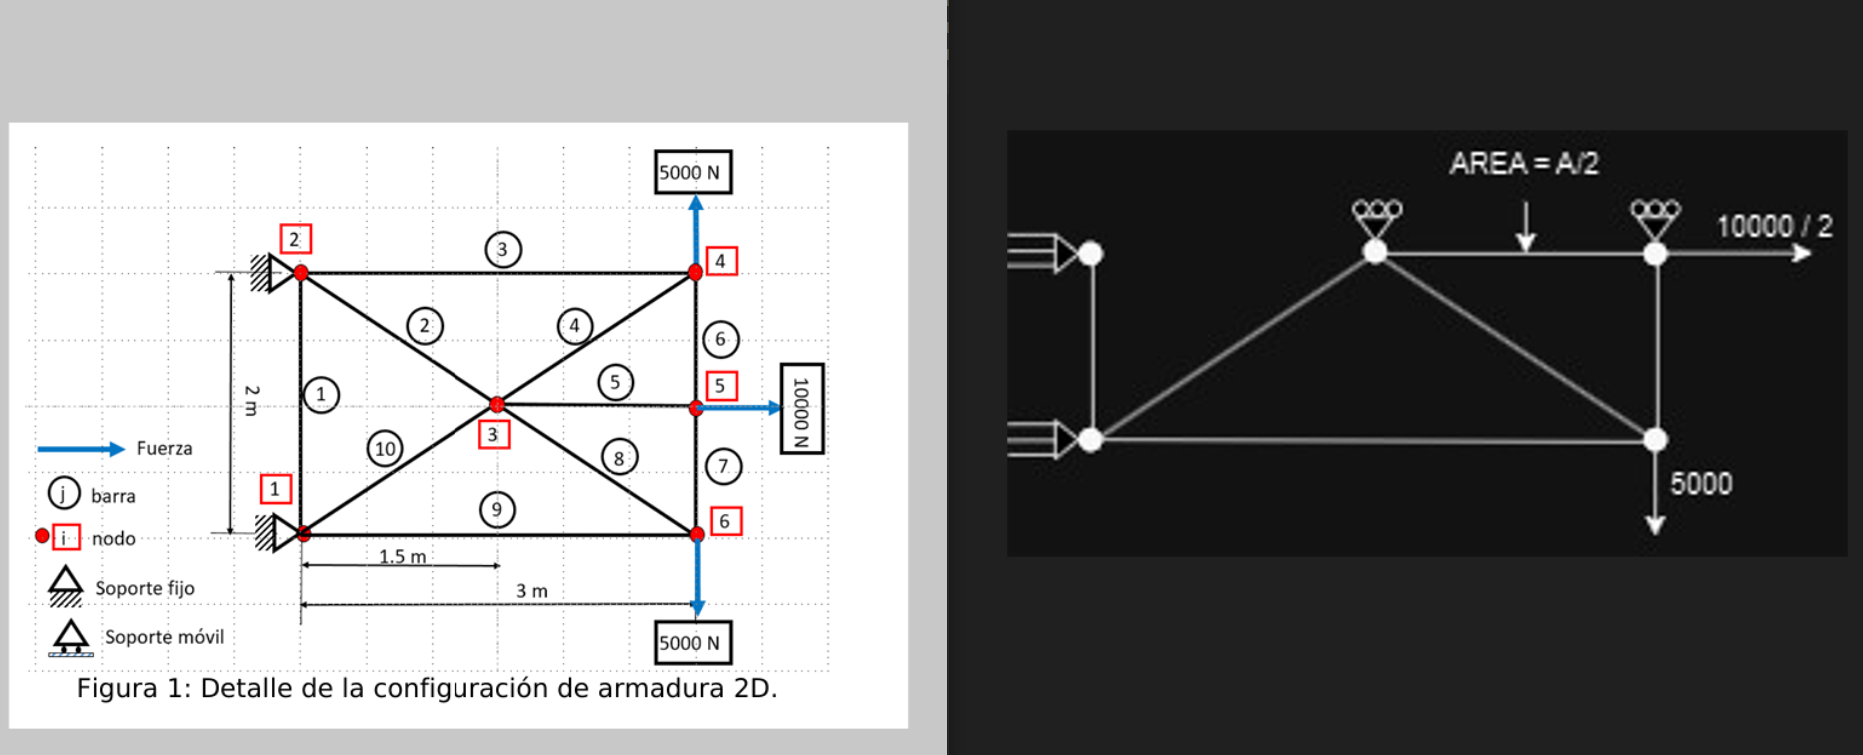 5000 N
2
3
4
2
4
6
5
5
1
2 m
10000 N
3
Fuerza
10
8
7
1
j barra
9
6
i nodo
1.5 m
Soporte fijo
3 m
Soporte móvil
5000 N
Figura 1: Detalle de la configuración de armadura 2D.
AREA = A/2
10000 / 2
5000